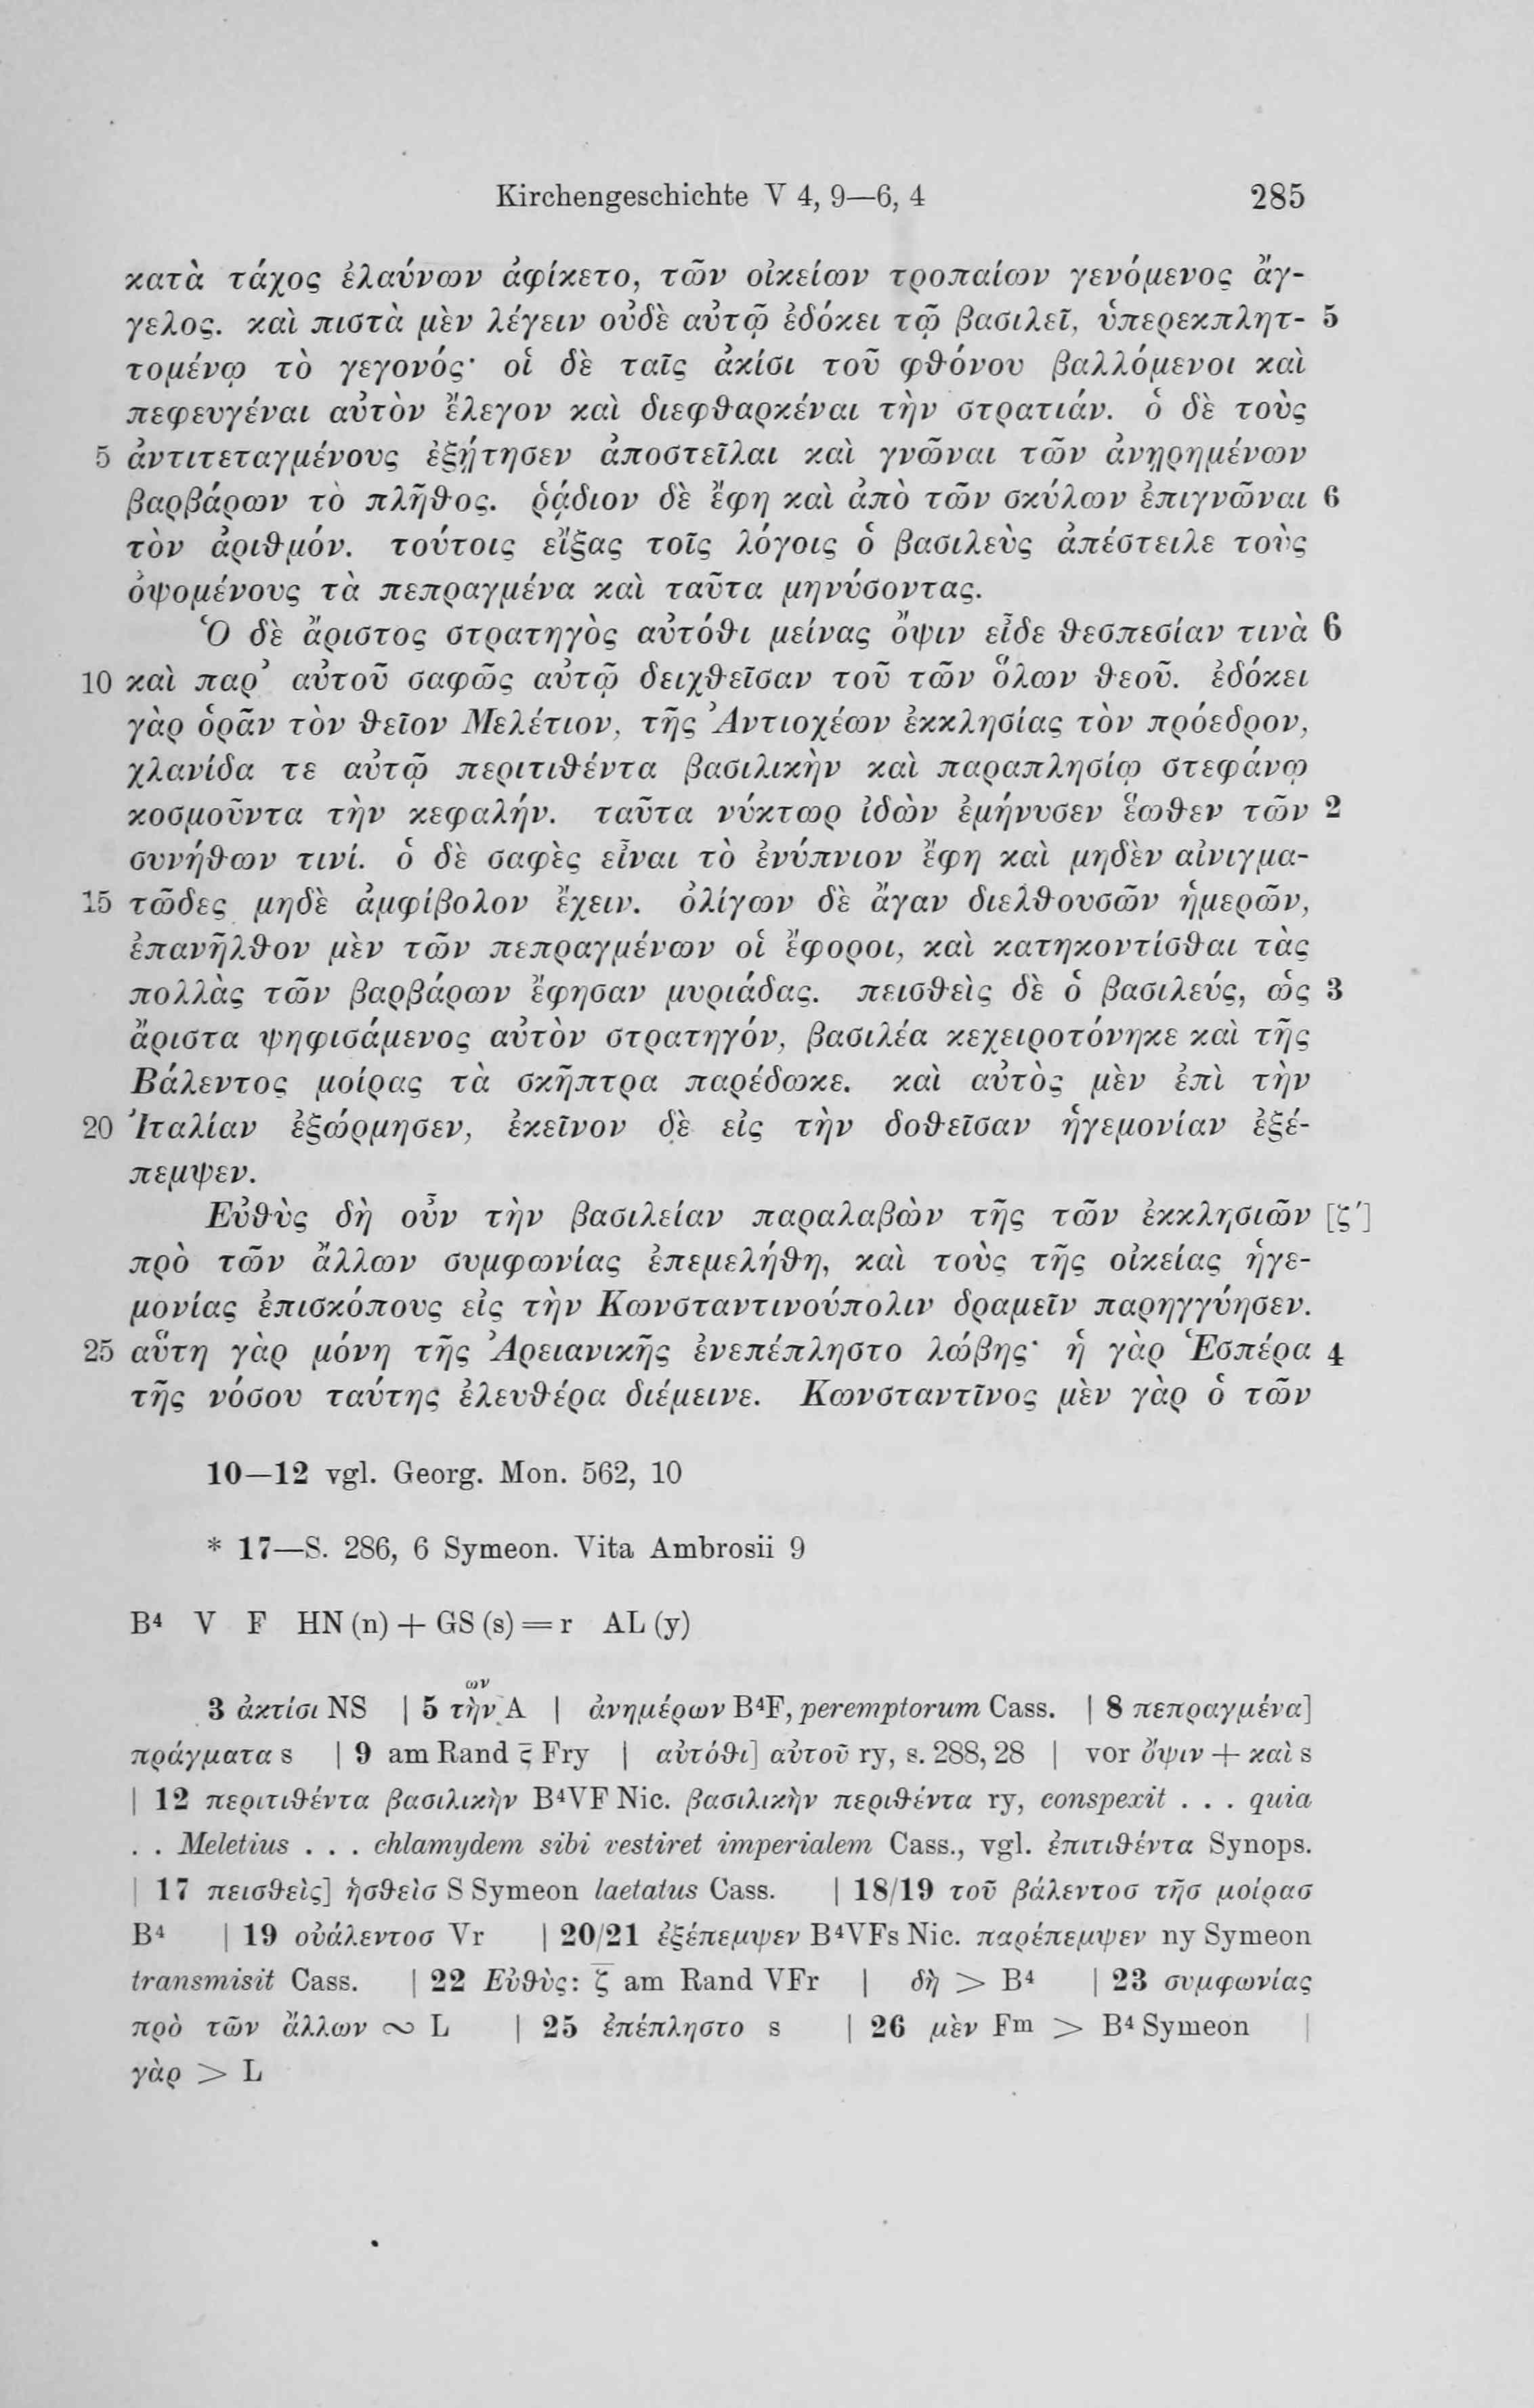 Kirchengeschichte V 4, 9—6, 4 285
κατὰ τάχος ἐλαύνων ἀφίκετο, τῶν οἰκείων τροπαίων γενόμενος ἄγ-
γελος. καὶ πιστὰ μὲν λέγειν οὐδὲ αὐτῷ ἐδόκει τῷ βασιλεῖ, ὑπερεκπλητ- 5
τομένῳ τὸ γεγονός· οἱ δὲ ταῖς ἀκίσι τοῦ φθόνου βαλλόμενοι καὶ
πεφευγέναι αὐτὸν ἔλεγον καὶ διεφθαρκέναι τὴν στρατιάν. ὁ δὲ τοὺς
5 ἀντιτεταγμένους ἐξῄτησεν ἀποστεῖλαι καὶ γνῶναι τῶν ἀνῃρημένων
βαρβάρων τὸ πλῆθος. ῥᾴδιον δὲ ἔφη καὶ ἀπὸ τῶν σκύλων ἐπιγνῶναι 6
τὸν ἀριθμόν. τούτοις εἴξας τοῖς λόγοις ὁ βασιλεὺς ἀπέστειλε τοὺς
ὀψομένους τὰ πεπραγμένα καὶ ταῦτα μηνύσοντας.
Ὁ δὲ ἄριστος στρατηγὸς αὐτόθι μείνας ὄψιν εἶδε θεσπεσίαν τινὰ 6
10 καὶ παρ’ αὐτοῦ σαφῶς αὐτῷ δειχθεῖσαν τοῦ τῶν ὅλων θεοῦ. ἐδόκει
γὰρ ὁρᾶν τὸν θεῖον Μελέτιον, τῆς Ἀντιοχέων ἐκκλησίας τὸν πρόεδρον,
χλανίδα τε αὐτῷ περιτιθέντα βασιλικὴν καὶ παραπλησίῳ στεφάνῳ
κοσμοῦντα τὴν κεφαλήν. ταῦτα νύκτωρ ἰδὼν ἐμήνυσεν ἕωθεν τῶν 2
συνήθων τινί. ὁ δὲ σαφὲς εἶναι τὸ ἐνύπνιον ἔφη καὶ μηδὲν αἰνιγμα-
15 τῶδες μηδὲ ἀμφίβολον ἔχειν. ὀλίγων δὲ ἄγαν διελθουσῶν ἡμερῶν,
ἐπανῆλθον μὲν τῶν πεπραγμένων οἱ ἔφοροι, καὶ κατηκοντίσθαι τὰς
πολλὰς τῶν βαρβάρων ἔφησαν μυριάδας. πεισθεὶς δὲ ὁ βασιλεύς, ὡς 3
ἄριστα ψηφισάμενος αὐτὸν στρατηγόν, βασιλέα κεχειροτόνηκε καὶ τῆς
Βάλεντος μοίρας τὰ σκῆπτρα παρέδωκε. καὶ αὐτὸς μὲν ἐπὶ τὴν
20 Ἰταλίαν ἐξώρμησεν, ἐκεῖνον δὲ εἰς τὴν δοθεῖσαν ἡγεμονίαν ἐξέ-
πεμψεν.
Εὐθὺς δὴ οὖν τὴν βασιλείαν παραλαβὼν τῆς τῶν ἐκκλησιῶν [ζ′]
πρὸ τῶν ἄλλων συμφωνίας ἐπεμελήθη, καὶ τοὺς τῆς οἰκείας ἡγε-
μονίας ἐπισκόπους εἰς τὴν Κωνσταντινούπολιν δραμεῖν παρηγγύησεν.
25 αὕτη γὰρ μόνη τῆς Ἀρειανικῆς ἐνεπέπληστο λώβης· ἡ γὰρ Ἑσπέρα 4
τῆς νόσου ταύτης ἐλευθέρα διέμεινε. Κωνσταντῖνος μὲν γὰρ ὁ τῶν
10—12 vgl. Georg. Mon. 562, 10
* 17—S. 286, 6 Symeon. Vita Ambrosii 9
B⁴ V F HN (n) + GS (s) = r AL (y)
ων
3 ἀκτίσι NS | 5 τὴν A | ἀνημέρων B⁴F, peremptorum Cass. | 8 πεπραγμένα]
πράγματα s | 9 am Rand ϛ̄ Fry | αὐτόθι] αὐτοῦ ry, s. 288, 28 | vor ὄψιν + καὶ s
| 12 περιτιθέντα βασιλικὴν B⁴VF Nic. βασιλικὴν περιθέντα ry, conspexit . . . quia
. . Meletius . . . chlamydem sibi vestiret imperialem Cass., vgl. ἐπιτιθέντα Synops.
| 17 πεισθεὶς] ἡσθεὶσ S Symeon laetatus Cass. | 18/19 τοῦ βάλεντοσ τῆσ μοίρασ
B⁴ | 19 οὐάλεντοσ Vr | 20/21 ἐξέπεμψεν B⁴VFs Nic. παρέπεμψεν ny Symeon
transmisit Cass. | 22 Εὐθὺς: ζ̄ am Rand VFr | δὴ > B⁴ | 23 συμφωνίας
πρὸ τῶν ἄλλων ∾ L | 25 ἐπέπληστο s | 26 μὲν Fᵐ > B⁴ Symeon |
γὰρ > L